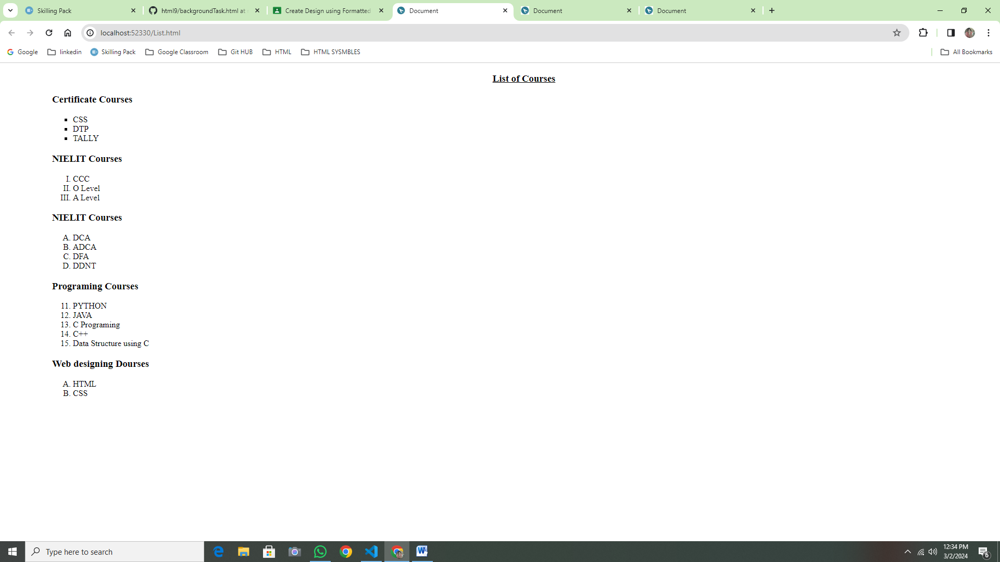 Skilling Pack
html9/backgroundTask.html at
Create Design using Formatted
Document
Document
Document
localhost:52330/List.html
Google
linkedin
Skilling Pack
Google Classroom
Git HUB
HTML
HTML SYSMBLES
All Bookmarks
List of Courses
Certificate Courses
▪ CSS
▪ DTP
▪ TALLY
NIELIT Courses
I. CCC
II. O Level
III. A Level
NIELIT Courses
A. DCA
B. ADCA
C. DFA
D. DDNT
Programing Courses
11. PYTHON
12. JAVA
13. C Programing
14. C++
15. Data Structure using C
Web designing Dourses
A. HTML
B. CSS
Type here to search
12:34 PM
3/2/2024
6